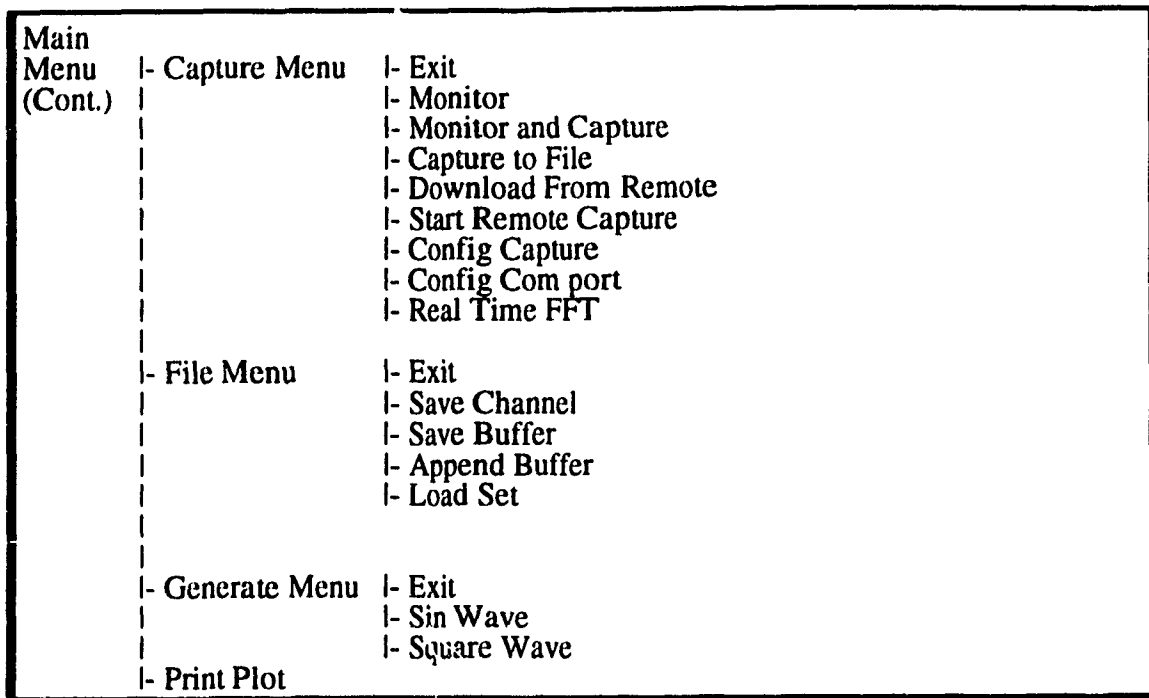 Main
Menu |- Capture Menu |- Exit
(Cont.) | |- Monitor
| |- Monitor and Capture
| |- Capture to File
| |- Download From Remote
| |- Start Remote Capture
| |- Config Capture
| |- Config Com port
| |- Real Time FFT
|
|- File Menu |- Exit
| |- Save Channel
| |- Save Buffer
| |- Append Buffer
| |- Load Set
|
|
|- Generate Menu |- Exit
| |- Sin Wave
| |- Square Wave
|- Print Plot